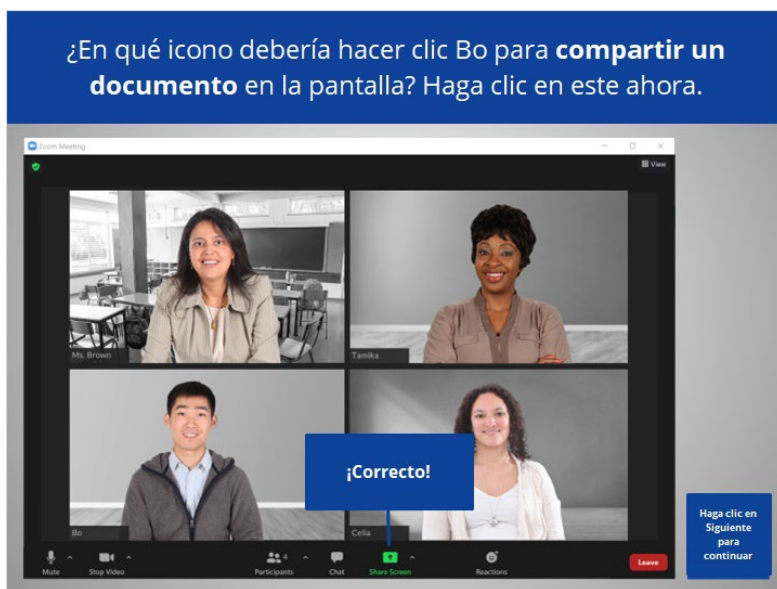 ¿En qué icono debería hacer clic Bo para compartir un
documento en la pantalla? Haga clic en este ahora.
Zoom Meeting
View
Ms. Brown
Tamika
¡Correcto!
Bo
Celia
Haga clic en
Siguiente
para
continuar
Mute
Stop Video
4
Participants
Chat
Share Screen
Reactions
Leave